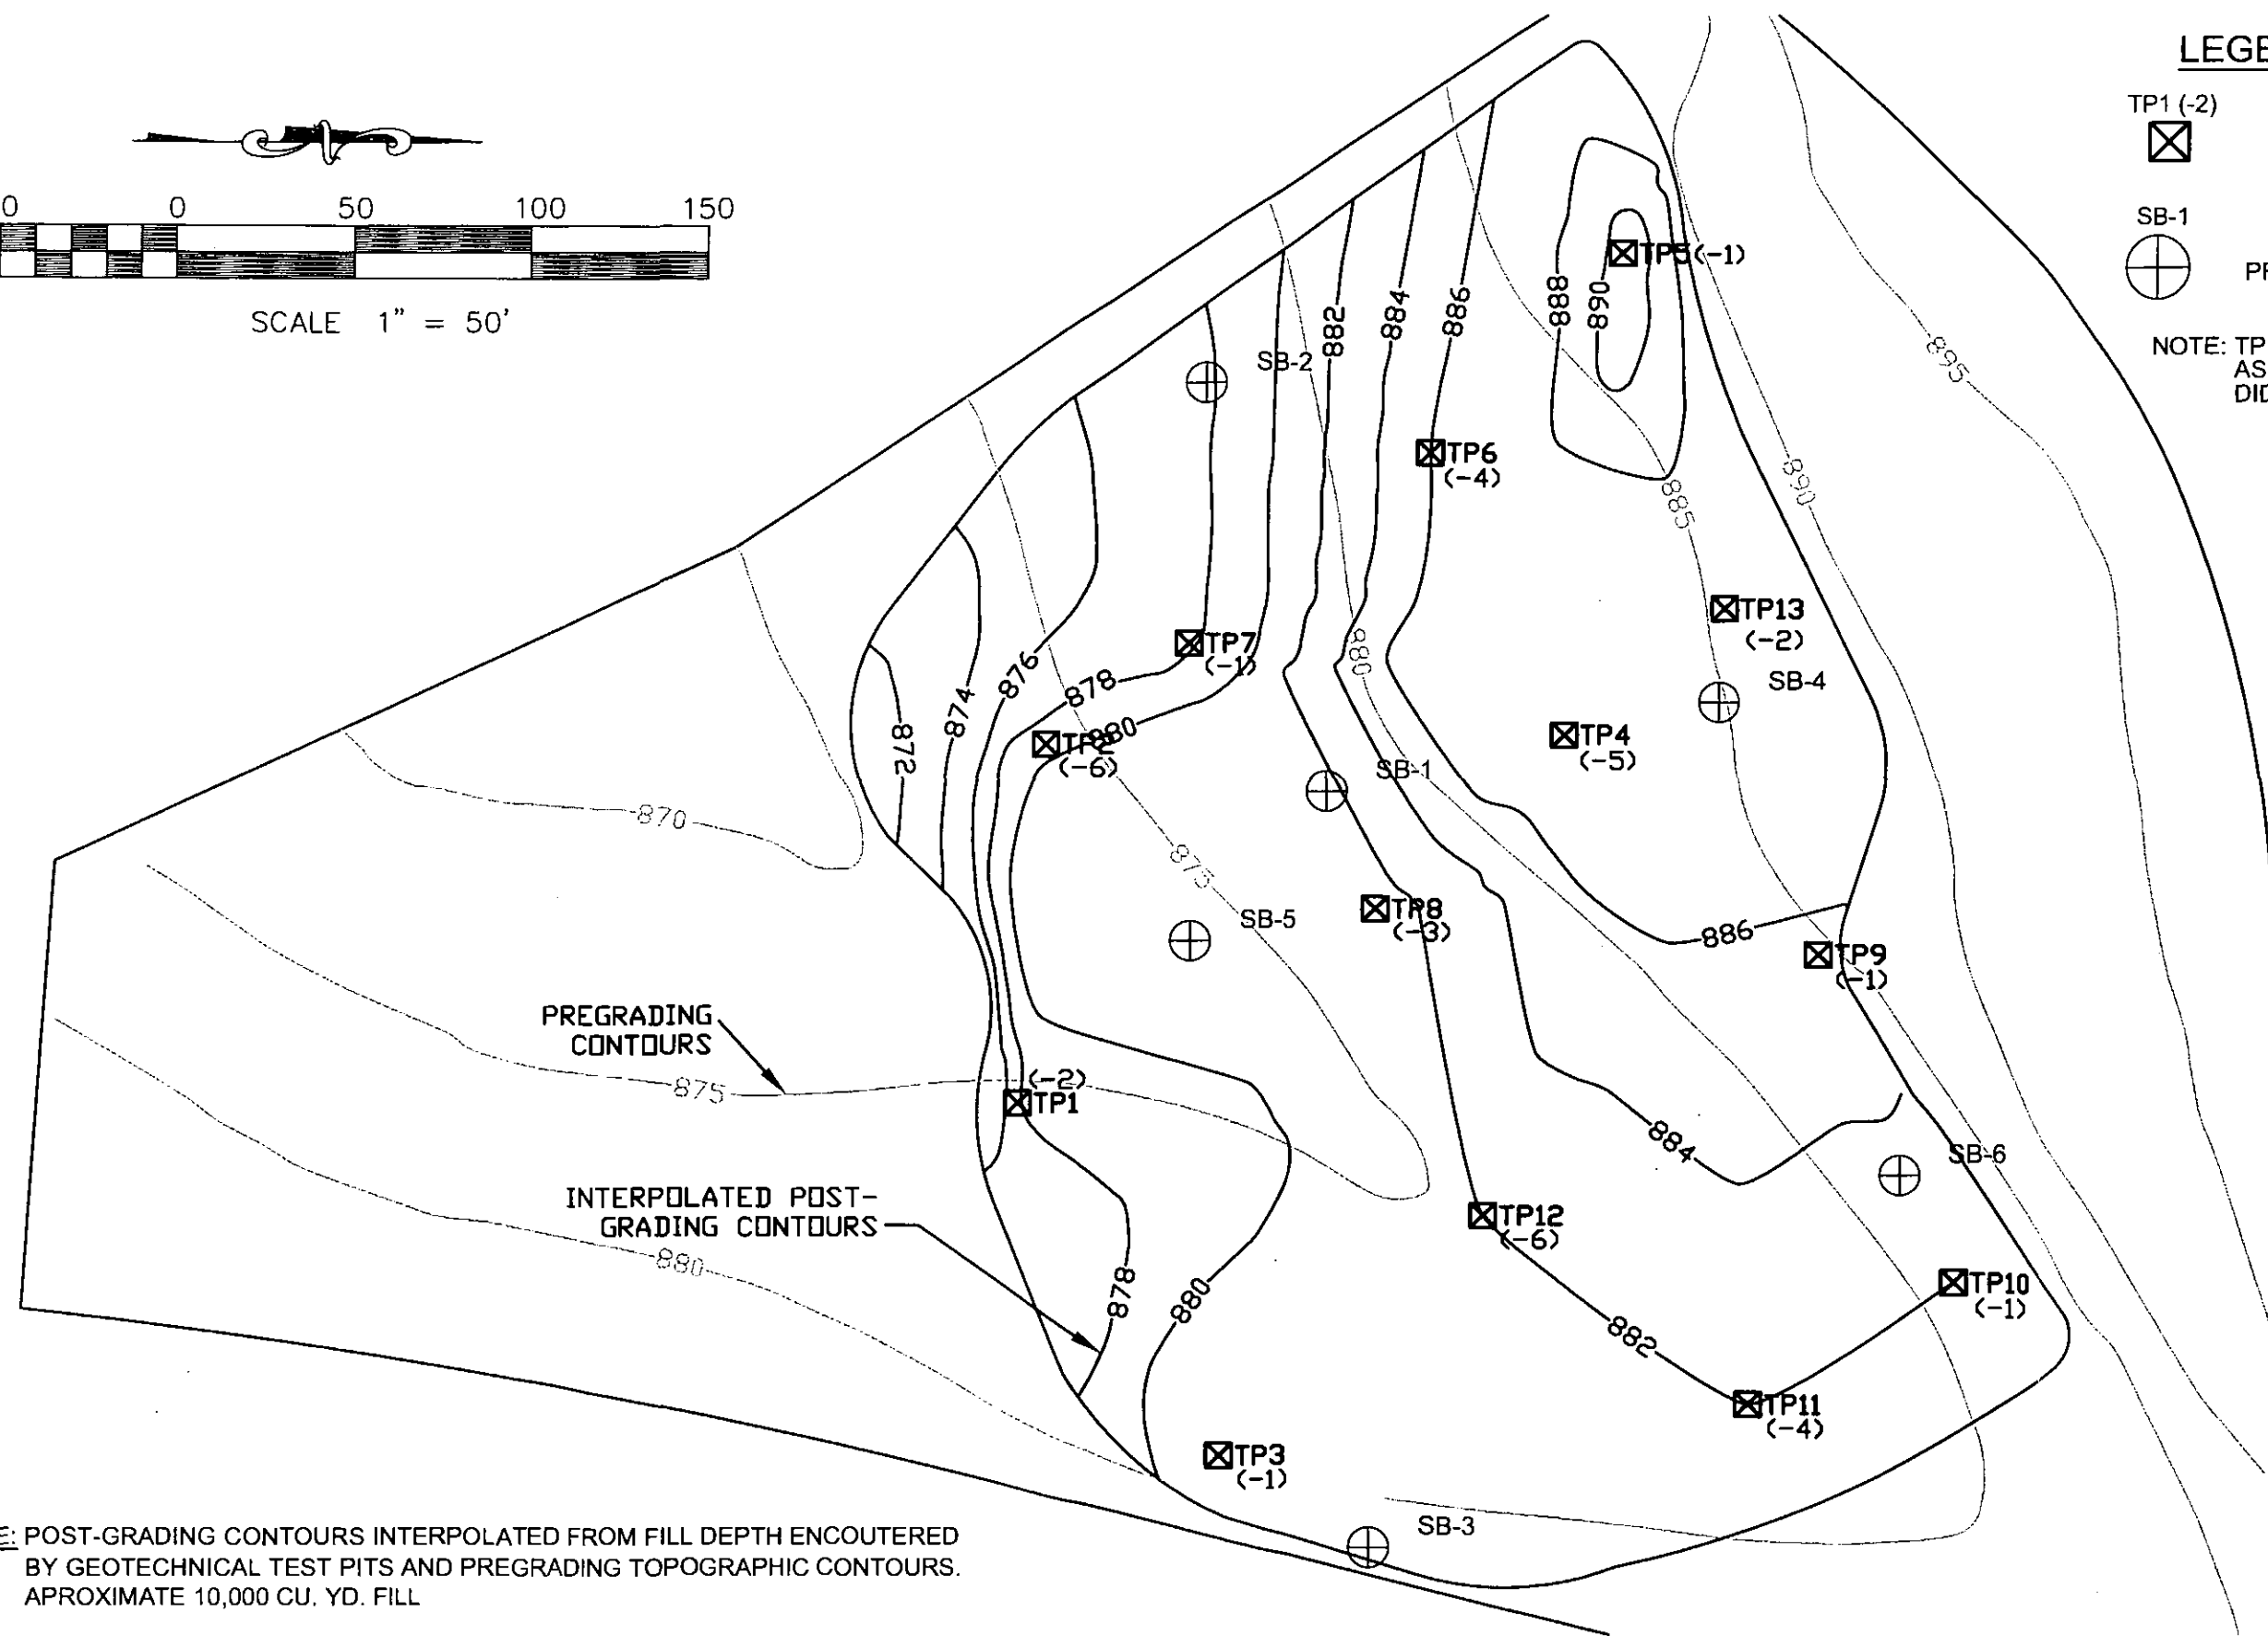 LEGE
TP1 (-2)
SB-1
PR
NOTE: TP
AS
DID
0 0 50 100 150
SCALE 1" = 50'
888
890
TP5(-1)
882
884
886
SB-2
895
TP6
(-4)
890
885
TP13
(-2)
880
SB-4
TP7
(-1)
876
878
874
872
880
TP2
(-6)
TP4
(-5)
SB-1
870
875
TP8
(-3)
SB-5
886
TP9
(-1)
PREGRADING
CONTOURS
875
(-2)
TP1
884
SB-6
INTERPOLATED POST-
GRADING CONTOURS
880
878
880
TP12
(-6)
TP10
(-1)
882
TP11
(-4)
TP3
(-1)
SB-3
E: POST-GRADING CONTOURS INTERPOLATED FROM FILL DEPTH ENCOUTERED
BY GEOTECHNICAL TEST PITS AND PREGRADING TOPOGRAPHIC CONTOURS.
APROXIMATE 10,000 CU. YD. FILL